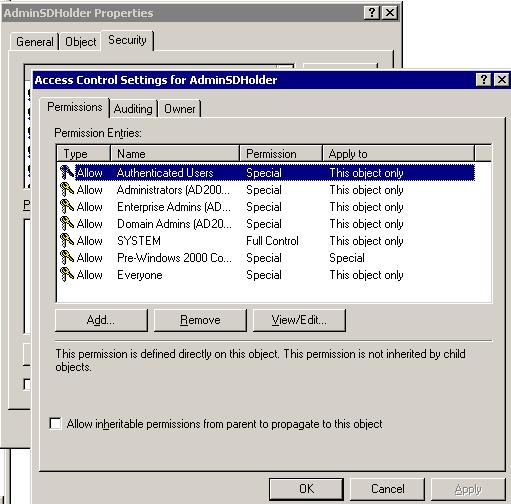 AdminSDHolder Properties
General Object Security
Access Control Settings for AdminSDHolder
Permissions Auditing Owner
Permission Entries:
Type Name Permission Apply to
Allow Authenticated Users Special This object only
Allow Administrators (AD200... Special This object only
Allow Enterprise Admins (AD... Special This object only
Allow Domain Admins (AD20... Special This object only
Allow SYSTEM Full Control This object only
Allow Pre-Windows 2000 Co... Special Special
Allow Everyone Special This object only
Add... Remove View/Edit...
This permission is defined directly on this object. This permission is not inherited by child
objects.
Allow inheritable permissions from parent to propagate to this object
OK Cancel Apply